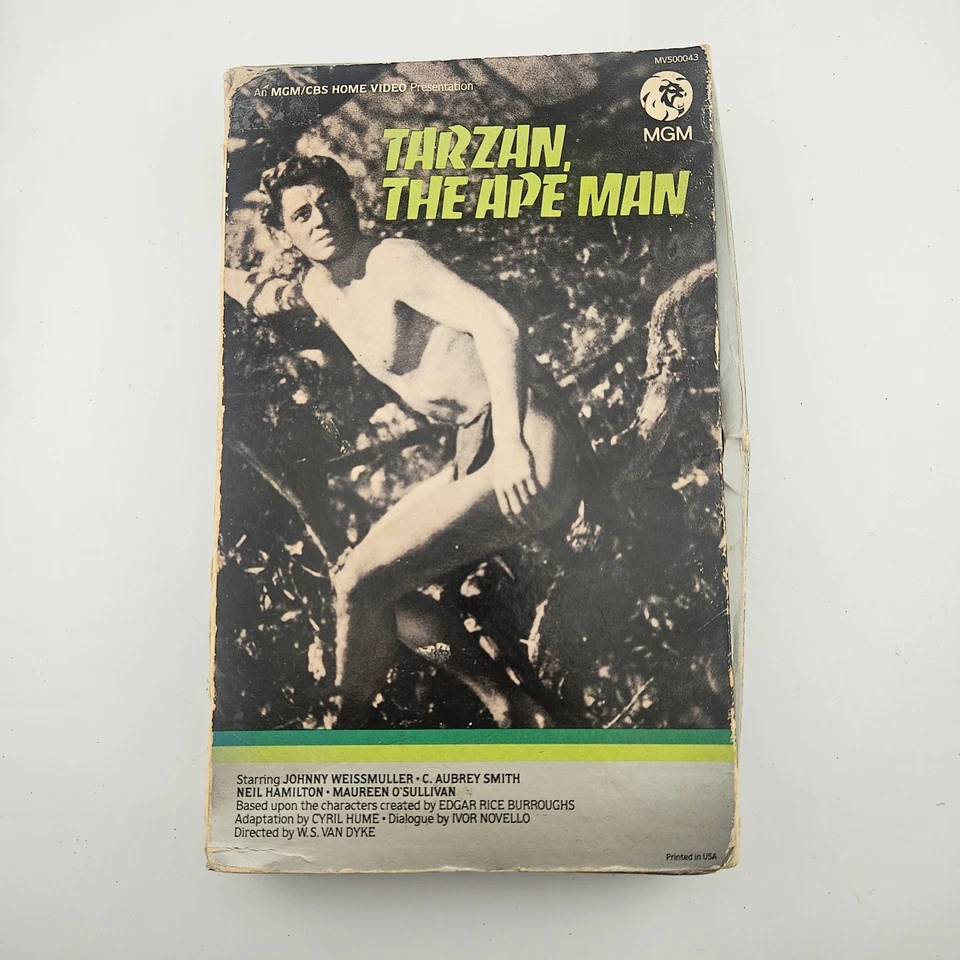 MV500043
An MGM/CBS HOME VIDEO Presentation
MGM
TARZAN,
THE APE MAN
Starring JOHNNY WEISSMULLER • C. AUBREY SMITH
NEIL HAMILTON • MAUREEN O'SULLIVAN
Based upon the characters created by EDGAR RICE BURROUGHS
Adaptation by CYRIL HUME • Dialogue by IVOR NOVELLO
Directed by W.S. VAN DYKE
Printed in USA